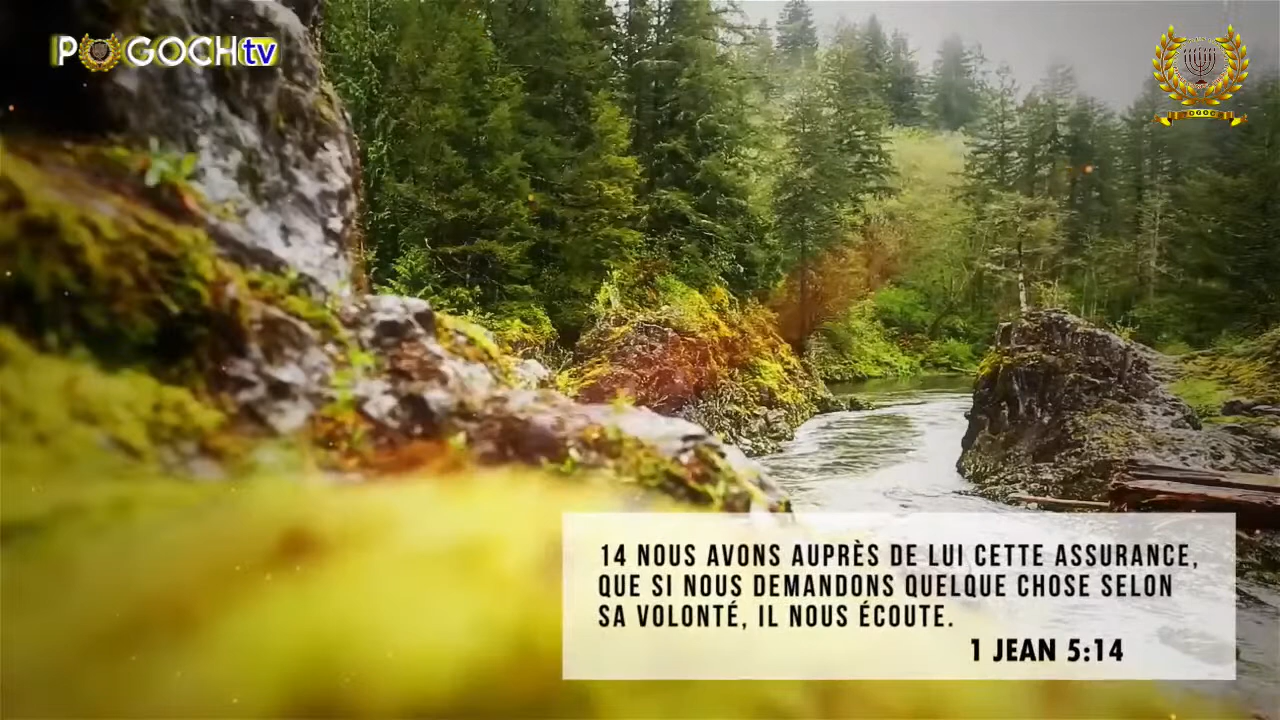 POGOCHtv
14 NOUS AVONS AUPRÈS DE LUI CETTE ASSURANCE,
QUE SI NOUS DEMANDONS QUELQUE CHOSE SELON
SA VOLONTÉ, IL NOUS ÉCOUTE.
1 JEAN 5:14